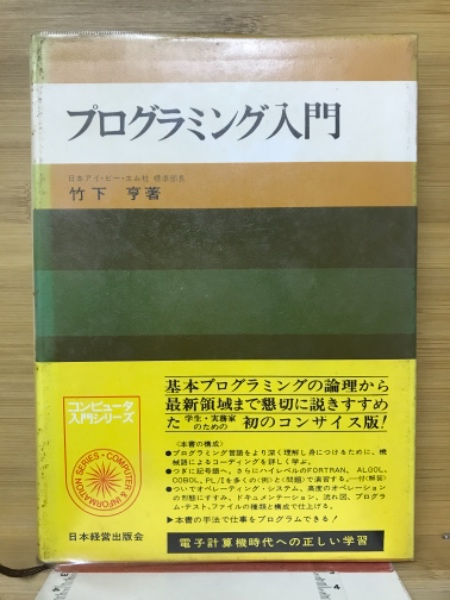 プログラミング入門
日本アイ・ビー・エム社
竹下 亨著
コンピュータ
入門シリーズ
COMPUTER & INFORMATION SERIES
基本プログラミングの論理から
最新領域まで懇切に説きすすめ
た 学生・実務家のための 初のコンサイス版!
〈本書の構成〉
●プログラミング言語をより深く理解し身につけるために、機
械語によるコーディングを詳しく学ぶ。
●つぎに記号語へ。さらにハイレベルのFORTRAN、ALGOL、
COBOL、PL/Iを多くの〈例〉と〈問題〉で演習する。―付〈解答〉
●ついでオペレーティング・システム、高度のオペレーション
の形態にすすみ、ドキュメンテーション、流れ図、プログラ
ム・テスト、ファイルの種類と構成で仕上げる。
▶本書の手法で仕事をプログラムできる!
日本経営出版会
電子計算機時代への正しい学習